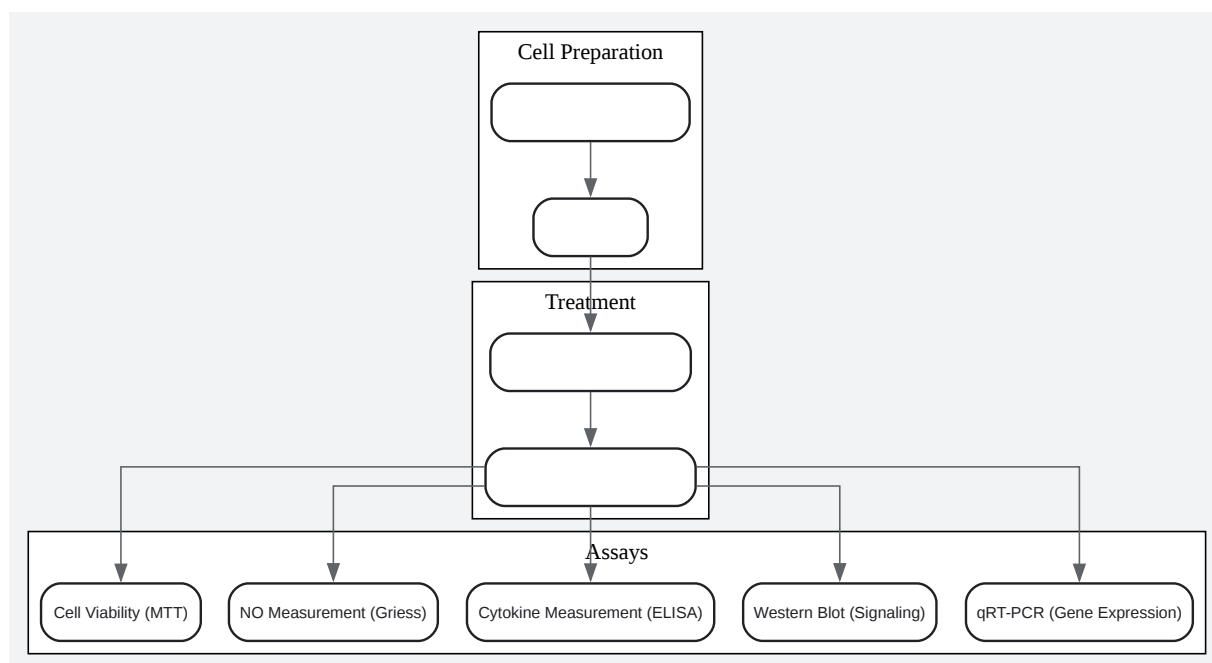 Cell Preparation
Treatment
Assays
Cell Viability (MTT)
NO Measurement (Griess)
Cytokine Measurement (ELISA)
Western Blot (Signaling)
qRT-PCR (Gene Expression)